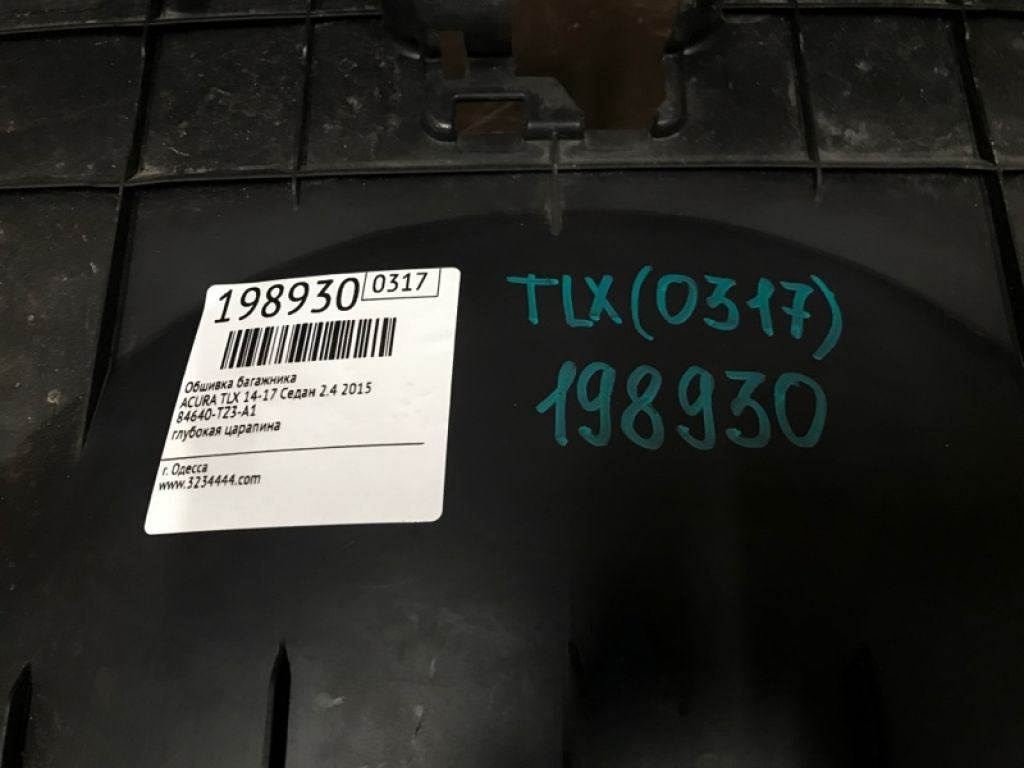 198930 0317
Обшивка багажника
ACURA TLX 14-17 Седан 2.4 2015
84640-TZ3-A1
глубокая царапина
г. Одесса
www.3234444.com
TLX (0317)
198930